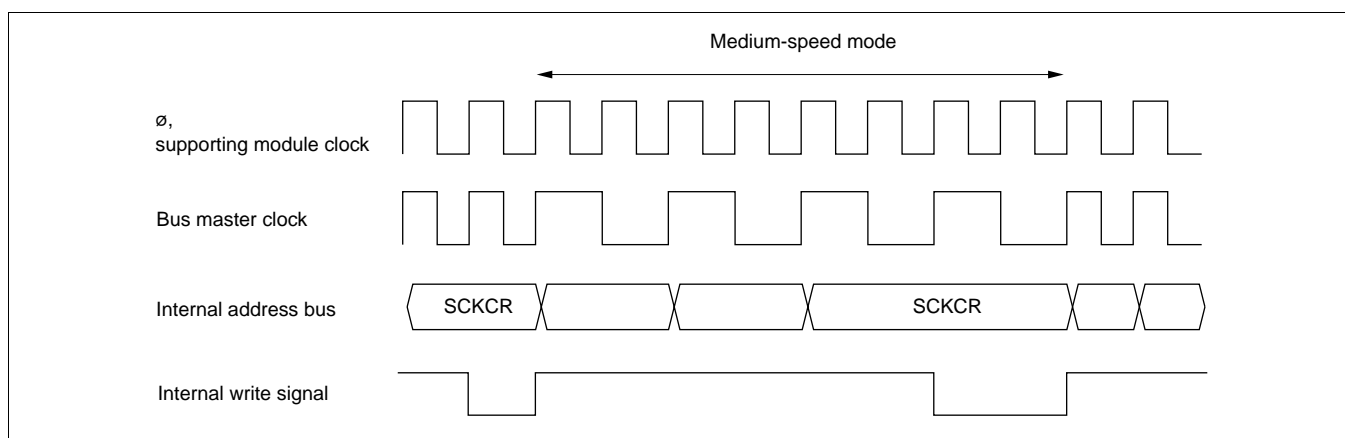 Medium-speed mode
ø,
supporting module clock
Bus master clock
Internal address bus
SCKCR
SCKCR
Internal write signal